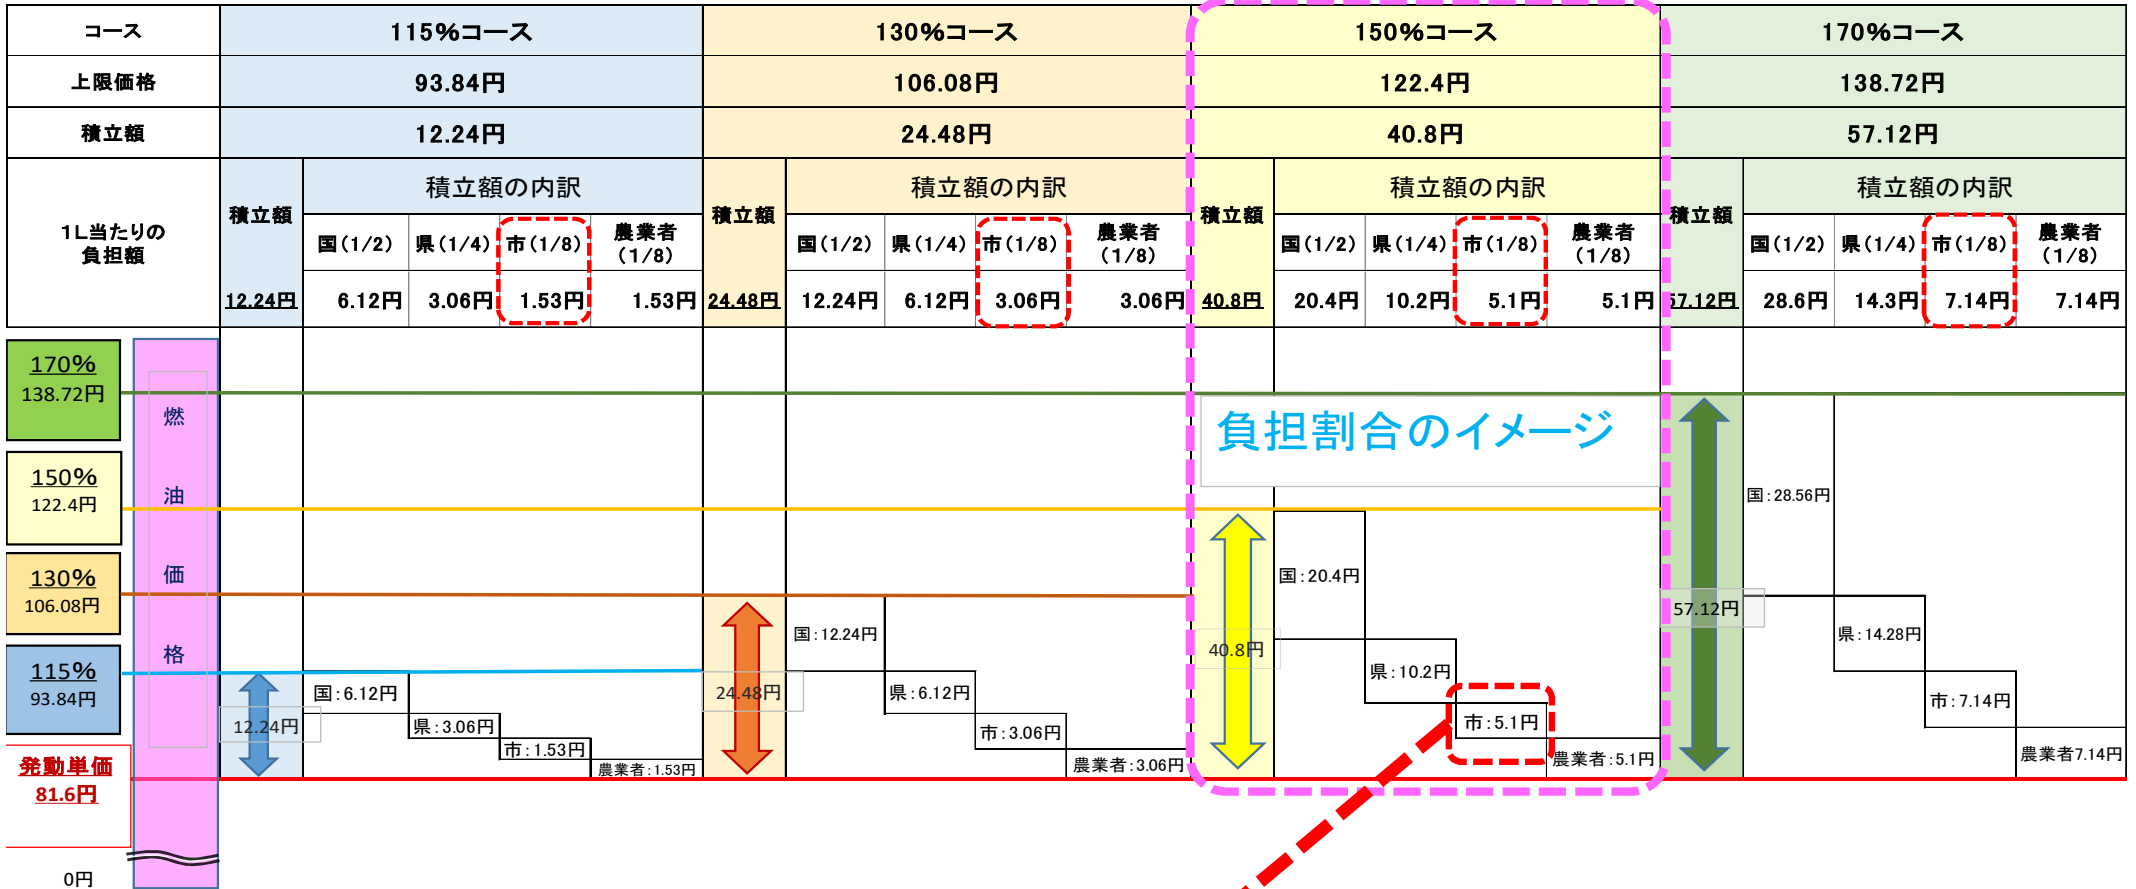 コース 115%コース 130%コース 150%コース 170%コース
上限価格 93.84円 106.08円 122.4円 138.72円
積立額 12.24円 24.48円 40.8円 57.12円
1L当たりの
負担額
積立額 積立額の内訳 積立額 積立額の内訳 積立額 積立額の内訳 積立額 積立額の内訳
国(1/2) 県(1/4) 市(1/8) 農業者
(1/8)
国(1/2) 県(1/4) 市(1/8) 農業者
(1/8)
国(1/2) 県(1/4) 市(1/8) 農業者
(1/8)
国(1/2) 県(1/4) 市(1/8) 農業者
(1/8)
12.24円 6.12円 3.06円 1.53円 1.53円 24.48円 12.24円 6.12円 3.06円 3.06円 40.8円 20.4円 10.2円 5.1円 5.1円 57.12円 28.6円 14.3円 7.14円 7.14円
170%
138.72円
150%
122.4円
130%
106.08円
115%
93.84円
発動単価
81.6円
0円
燃油価格
負担割合のイメージ
12.24円
国:6.12円
県:3.06円
市:1.53円
農業者:1.53円
24.48円
国:12.24円
県:6.12円
市:3.06円
農業者:3.06円
40.8円
国:20.4円
県:10.2円
市:5.1円
農業者:5.1円
57.12円
国:28.56円
県:14.28円
市:7.14円
農業者7.14円